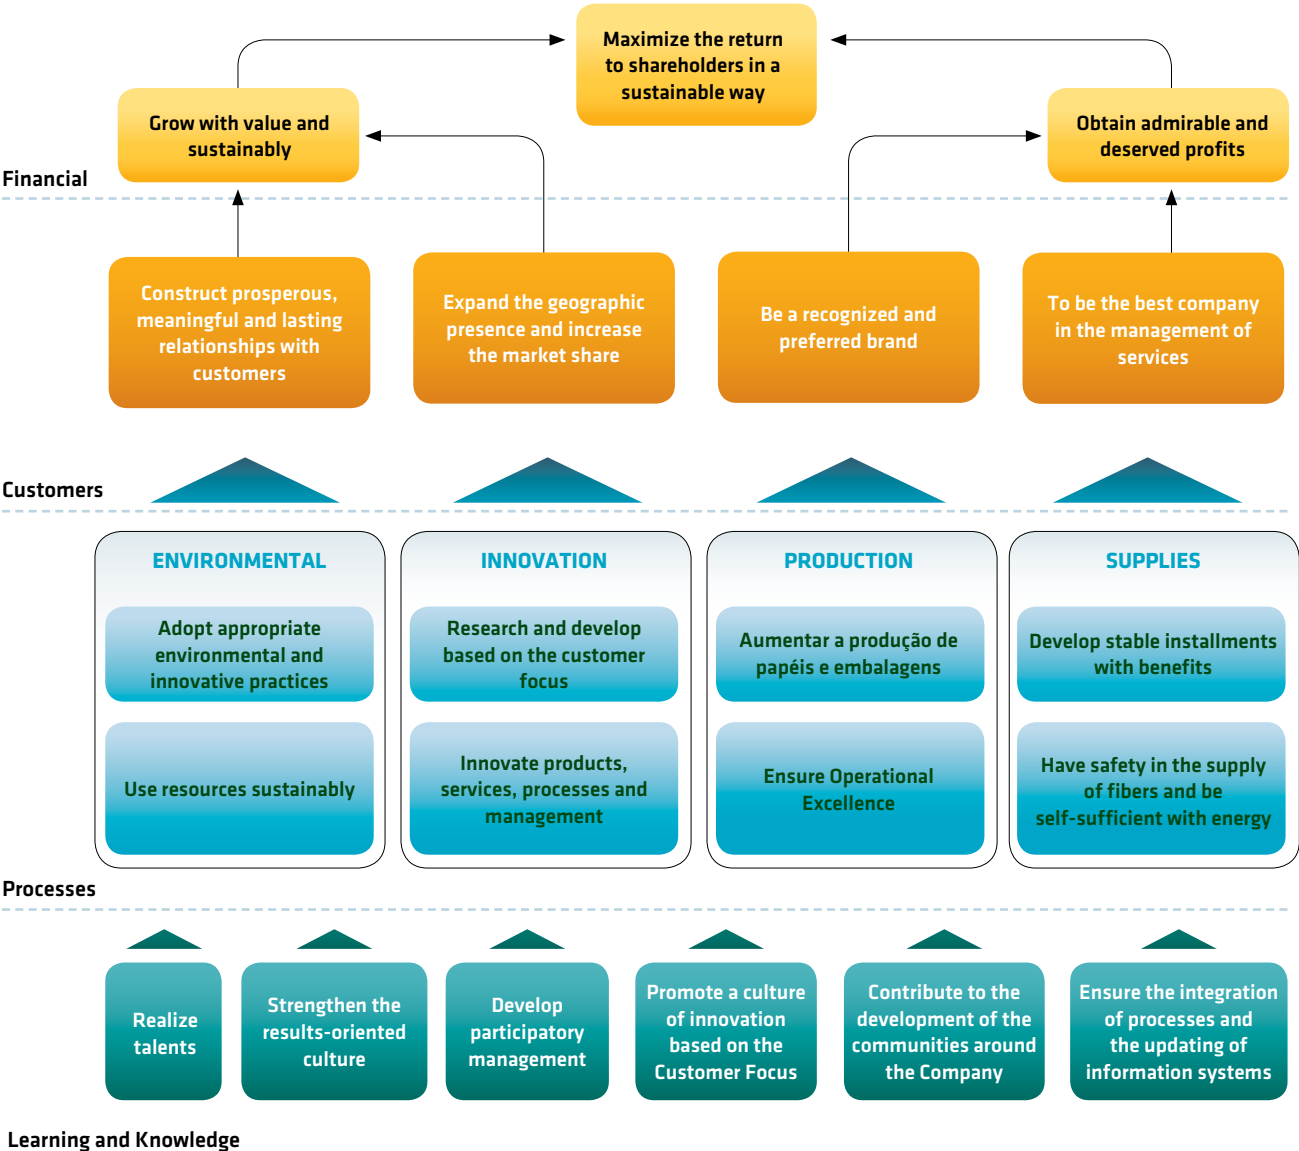 Maximize the return
to shareholders in a
sustainable way
Grow with value and
sustainably
Obtain admirable and
deserved profits
Financial
Construct prosperous,
meaningful and lasting
relationships with
customers
Expand the geographic
presence and increase
the market share
Be a recognized and
preferred brand
To be the best company
in the management of
services
Customers
ENVIRONMENTAL
Adopt appropriate
environmental and
innovative practices
Use resources sustainably
INNOVATION
Research and develop
based on the customer
focus
Innovate products,
services, processes and
management
PRODUCTION
Aumentar a produção de
papéis e embalagens
Ensure Operational
Excellence
SUPPLIES
Develop stable installments
with benefits
Have safety in the supply
of fibers and be
self-sufficient with energy
Processes
Realize
talents
Strengthen the
results-oriented
culture
Develop
participatory
management
Promote a culture
of innovation
based on the
Customer Focus
Contribute to the
development of the
communities around
the Company
Ensure the integration
of processes and
the updating of
information systems
Learning and Knowledge